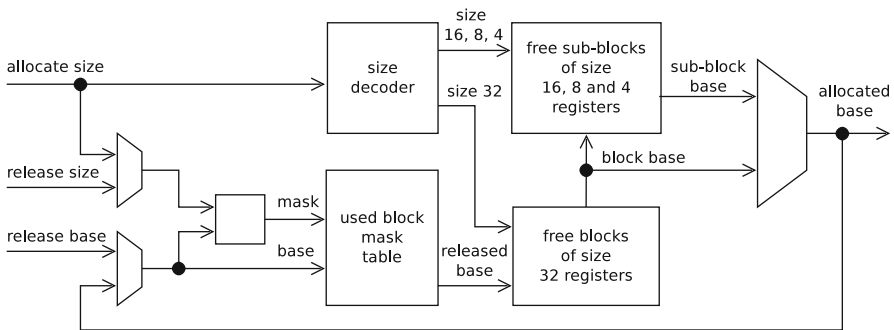 size
16, 8, 4
allocate size
size
decoder
free sub-blocks
of size
16, 8 and 4
registers
sub-block
base
size 32
allocated
base
release size
block base
mask
used block
mask
table
release base
base
released
base
free blocks
of size
32 registers